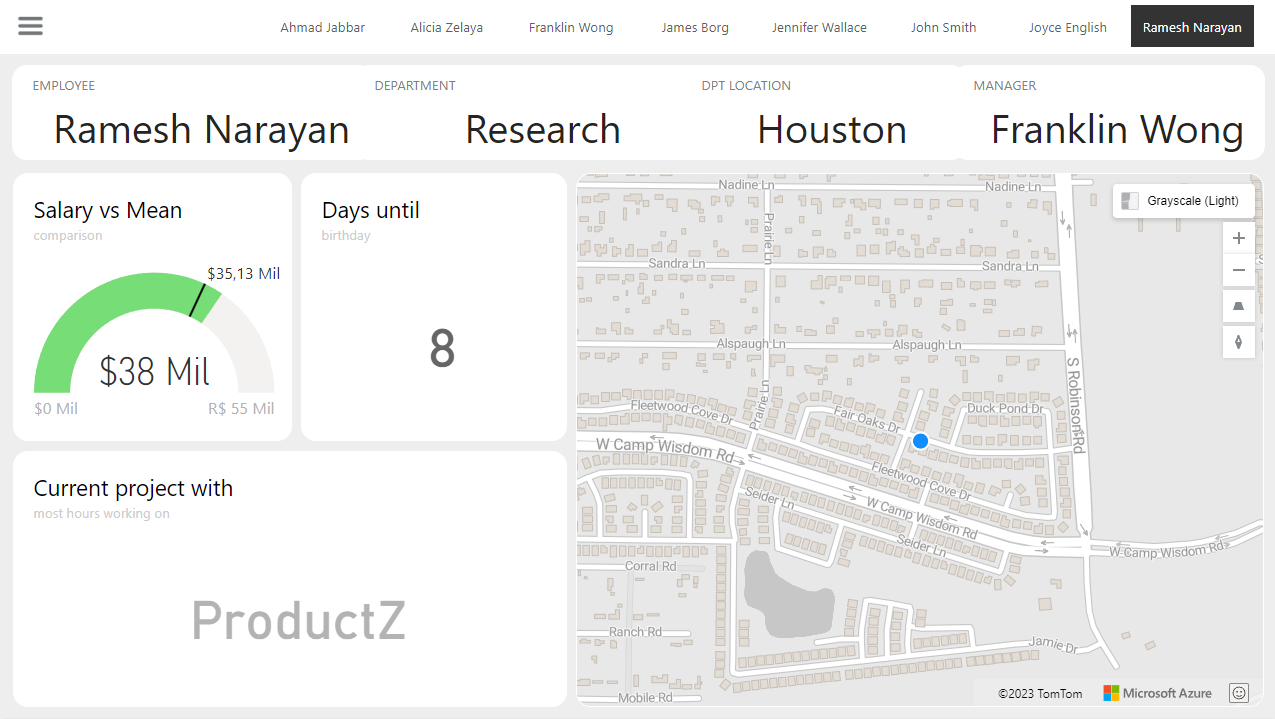 Ahmad Jabbar Alicia Zelaya Franklin Wong James Borg Jennifer Wallace John Smith Joyce English Ramesh Narayan
EMPLOYEE DEPARTMENT DPT LOCATION MANAGER
Ramesh Narayan Research Houston Franklin Wong
Salary vs Mean
comparison
$35,13 Mil
$38 Mil
$0 Mil R$ 55 Mil
Days until
birthday
8
Current project with
most hours working on
ProductZ
Nadine Ln Nadine Ln
Grayscale (Light)
Prairie Ln
Sandra Ln Sandra Ln
Alspaugh Ln Alspaugh Ln
S Robinson Rd
Prairie Ln
Fleetwood Cove Dr Fair Oaks Dr Duck Pond Dr
W Camp Wisdom Rd
Fleetwood Cove Dr
Seider Ln W Camp Wisdom Rd
Seider Ln W Camp Wisdom Rd
Corral Rd
Ranch Rd
Jamie Dr
Mobile Rd
©2023 TomTom Microsoft Azure